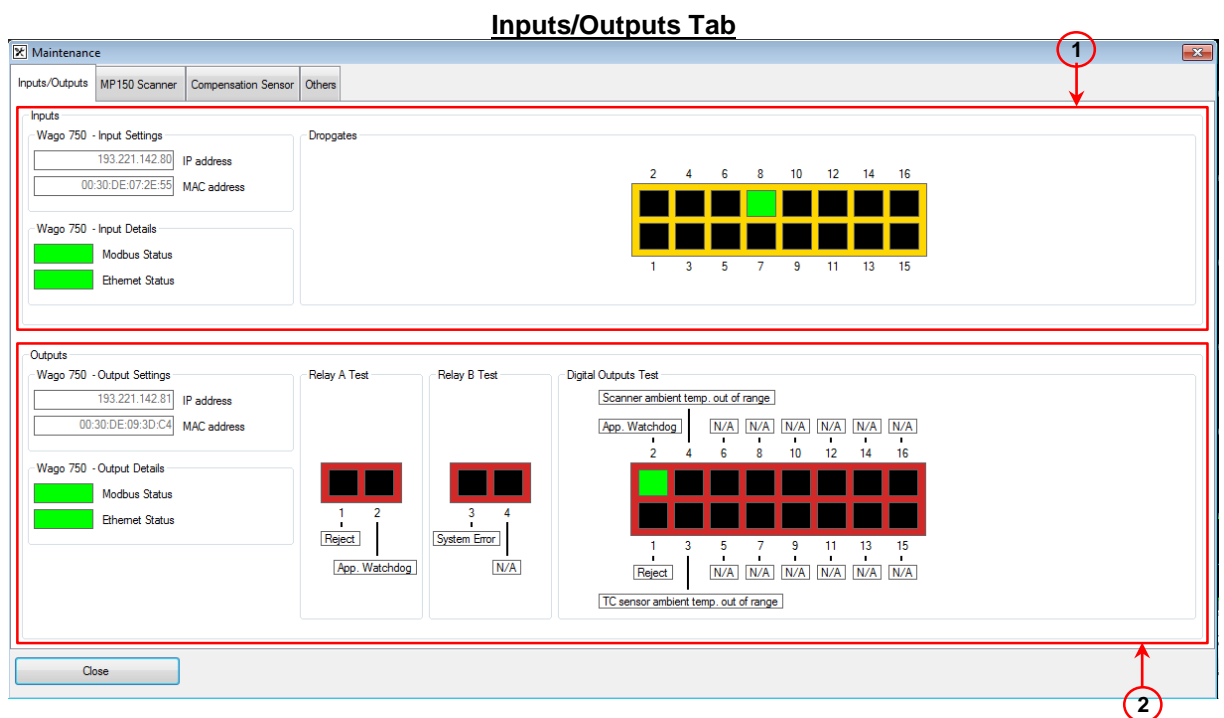 Inputs/Outputs Tab
1
Maintenance
Inputs/Outputs MP150 Scanner Compensation Sensor Others
Inputs
Wago 750 - Input Settings
193.221.142.80 IP address
00:30:DE:07:2E:55 MAC address
Wago 750 - Input Details
Modbus Status
Ethernet Status
Dropgates
2 4 6 8 10 12 14 16
1 3 5 7 9 11 13 15
Outputs
Wago 750 - Output Settings
193.221.142.81 IP address
00:30:DE:09:3D:C4 MAC address
Wago 750 - Output Details
Modbus Status
Ethernet Status
Relay A Test
1 2
Reject
App. Watchdog
Relay B Test
3 4
System Error
N/A
Digital Outputs Test
Scanner ambient temp. out of range
App. Watchdog N/A N/A N/A N/A N/A N/A
2 4 6 8 10 12 14 16
1 3 5 7 9 11 13 15
Reject N/A N/A N/A N/A N/A N/A
TC sensor ambient temp. out of range
Close
2